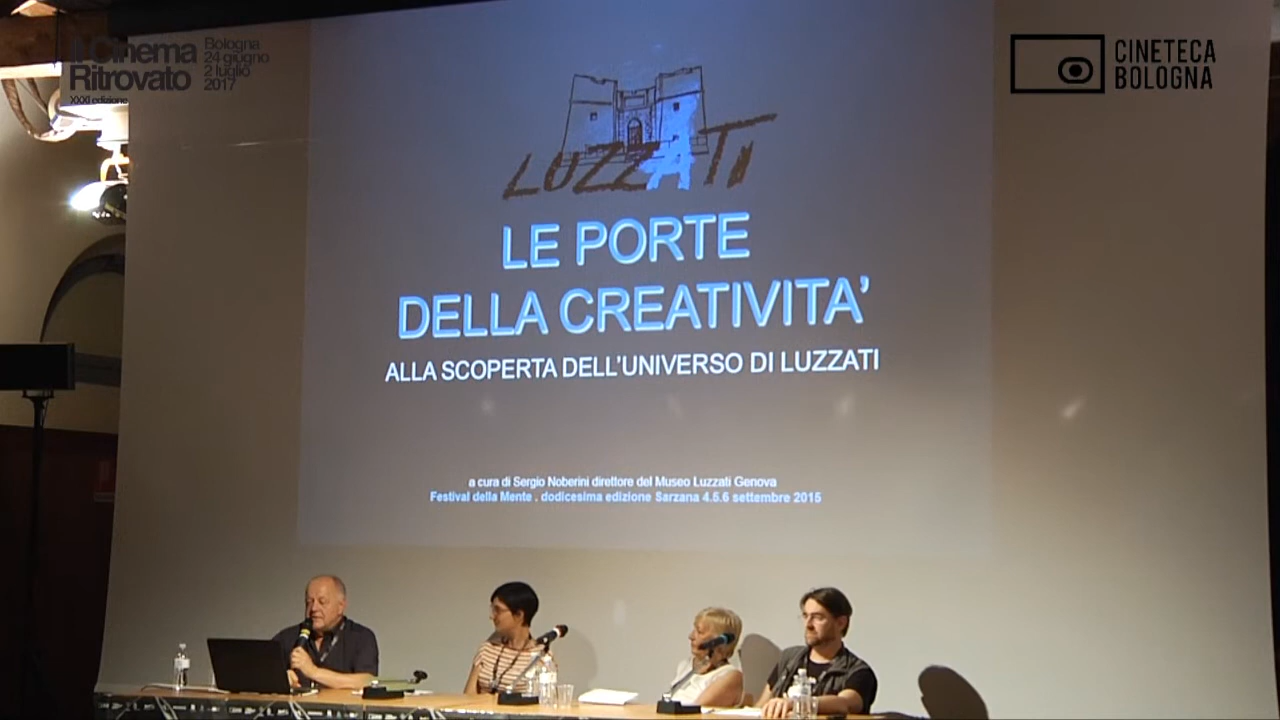 Il Cinema
Ritrovato
XXXI edizione
Bologna
24 giugno
2 luglio
2017
CINETECA
BOLOGNA
LUZZATI
LE PORTE
DELLA CREATIVITA’
ALLA SCOPERTA DELL’UNIVERSO DI LUZZATI
a cura di Sergio Noberini direttore del Museo Luzzati Genova
Festival della Mente . dodicesima edizione Sarzana 4.5.6 settembre 2015